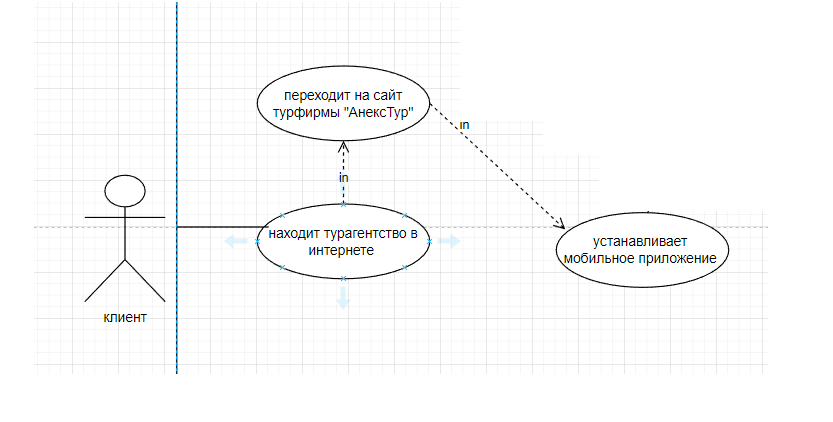 переходит на сайт
турфирмы "АнексТур"
in
in
находит турагентство в
интернете
устанавливает
мобильное приложение
клиент